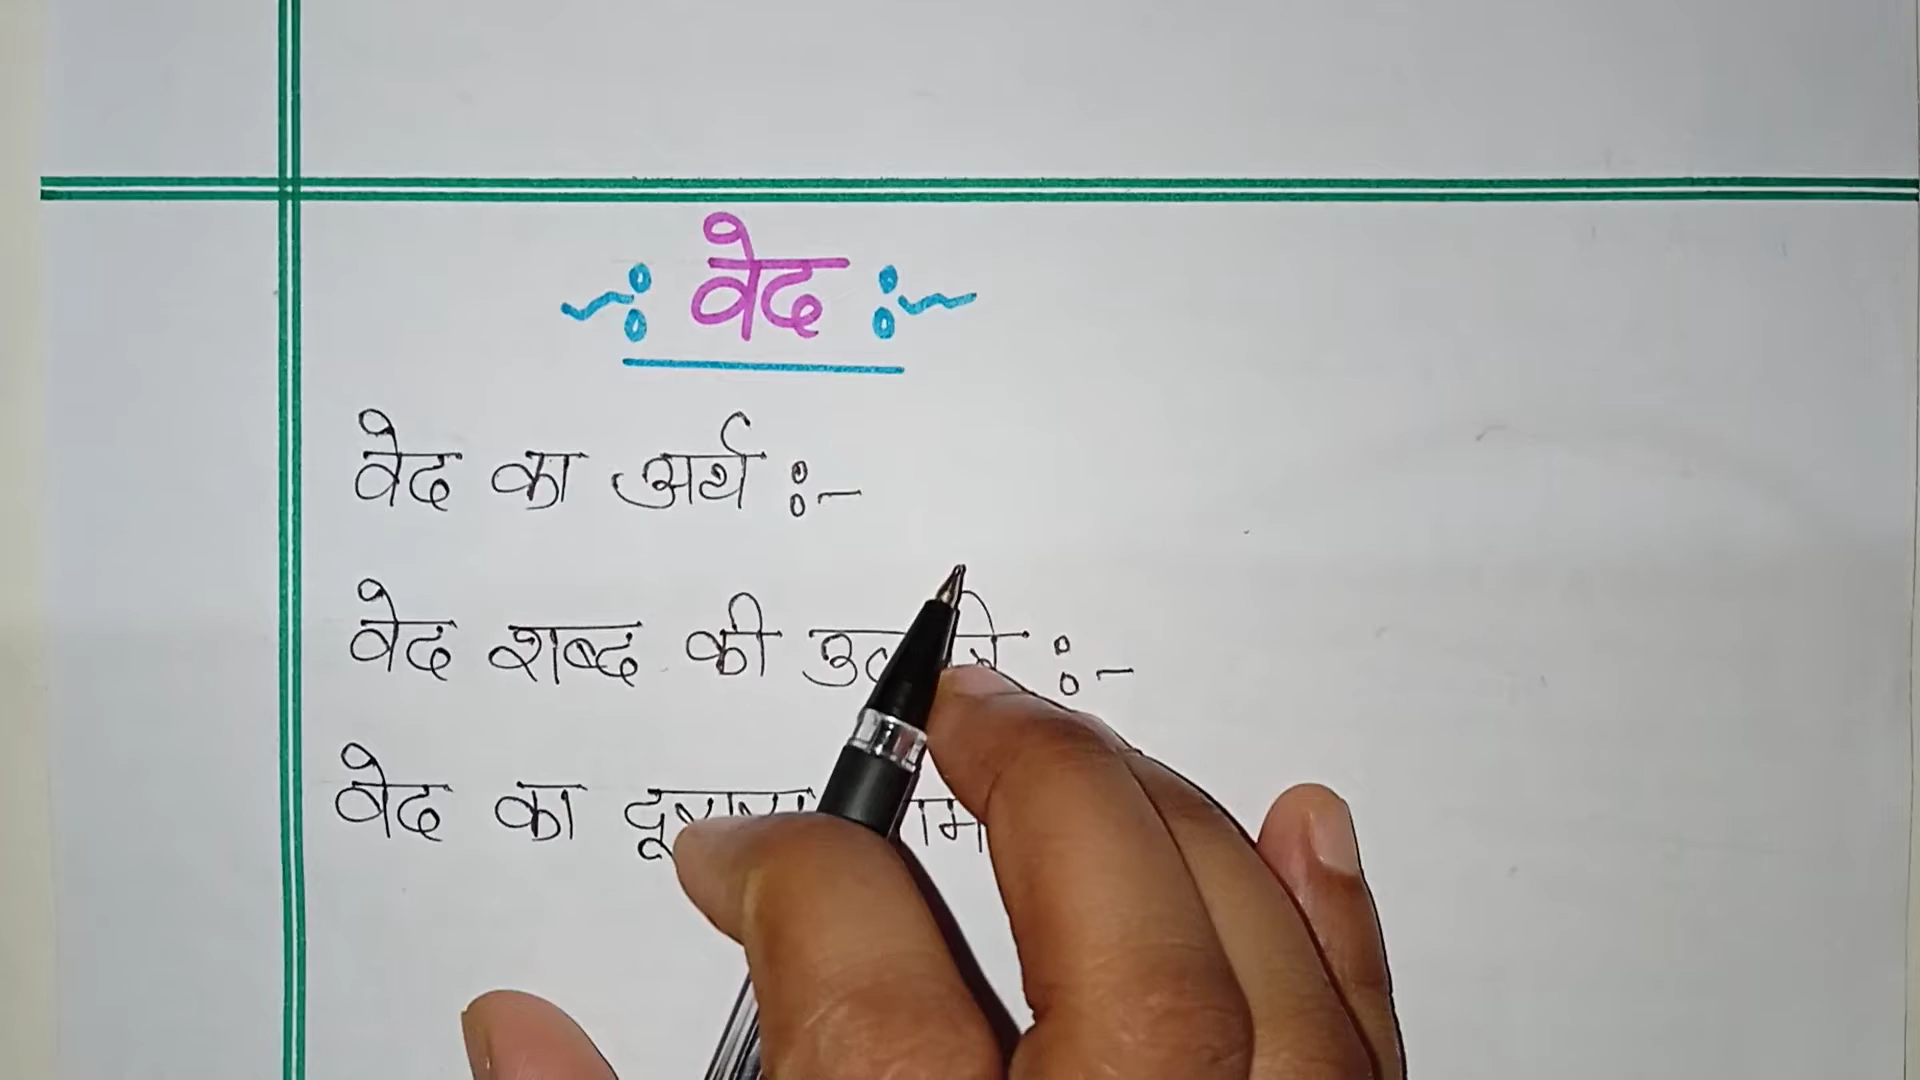 ~: वेद :~
वेद का अर्थ :-
वेद शब्द की :-
वेद का